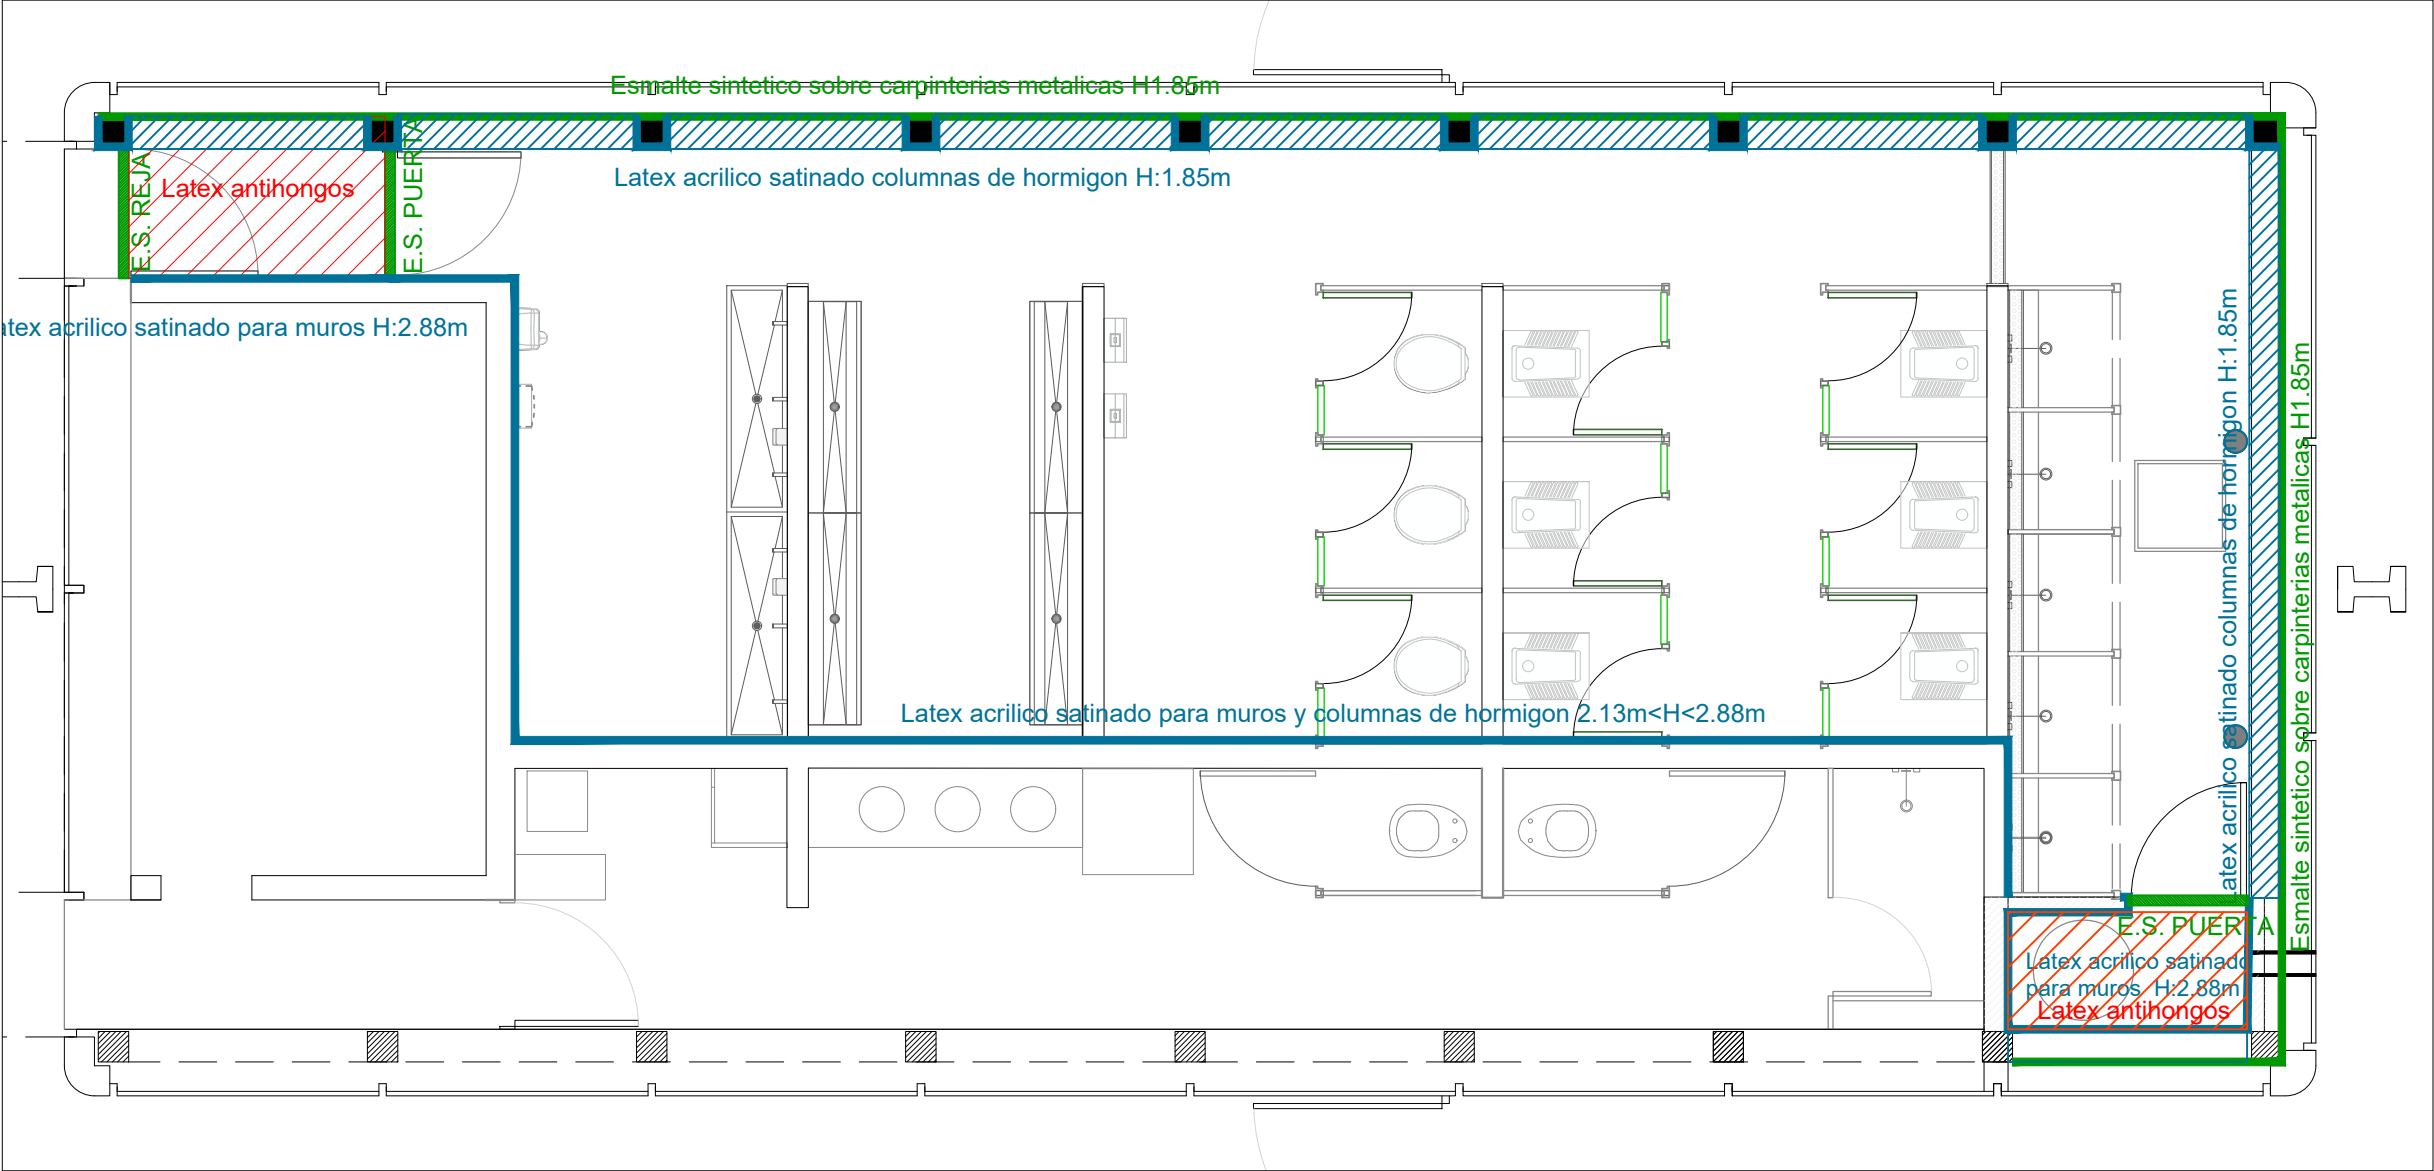 Esmalte sintetico sobre carpinterias metalicas H1.85m
E.S. REJA
Latex antihongos
E.S. PUERTA
Latex acrilico satinado columnas de hormigon H:1.85m
atex acrilico satinado para muros H:2.88m
Latex acrilico satinado para muros y columnas de hormigon 2.13m<H<2.88m
Latex acrilico satinado columnas de hormigon H:1.85m
Esmalte sintetico sobre carpinterias metalicas H1.85m
E.S. PUERTA
Latex acrilico satinado
para muros H:2.88m
Latex antihongos